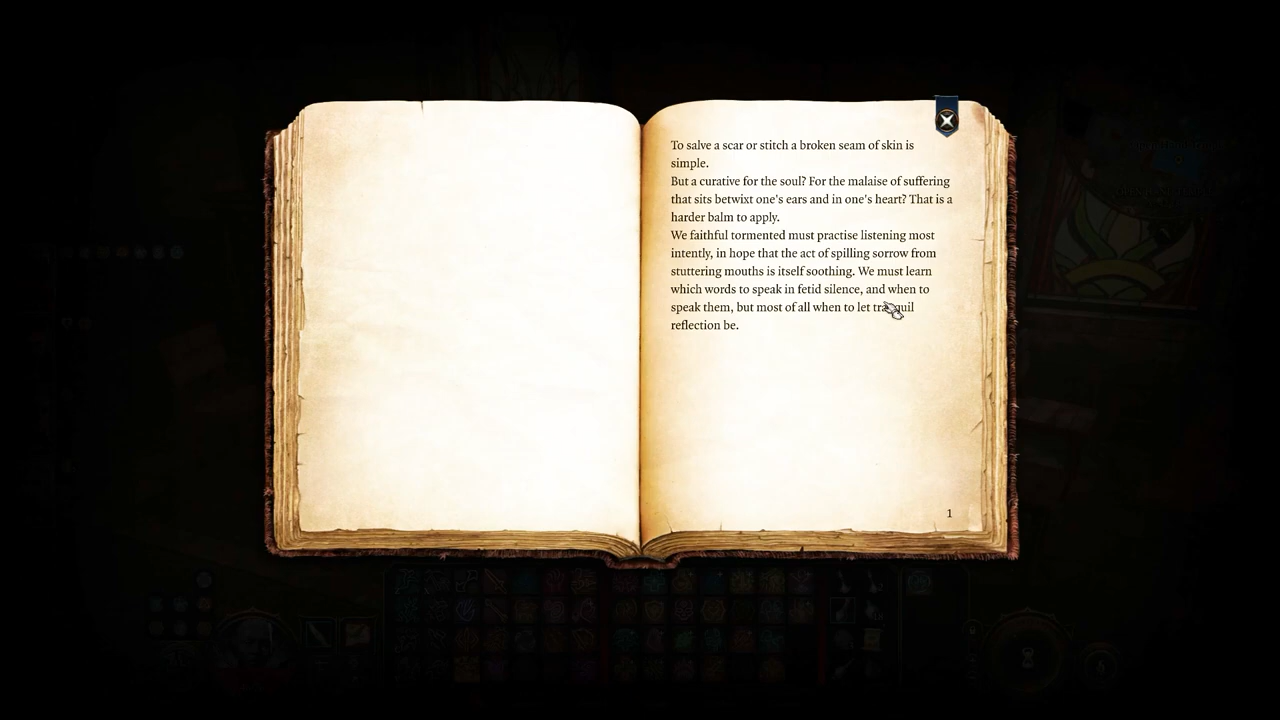 To salve a scar or stitch a broken seam of skin is
simple.
But a curative for the soul? For the malaise of suffering
that sits betwixt one's ears and in one's heart? That is a
harder balm to apply.
We faithful tormented must practise listening most
intently, in hope that the act of spilling sorrow from
stuttering mouths is itself soothing. We must learn
which words to speak in fetid silence, and when to
speak them, but most of all when to let tranquil
reflection be.
1